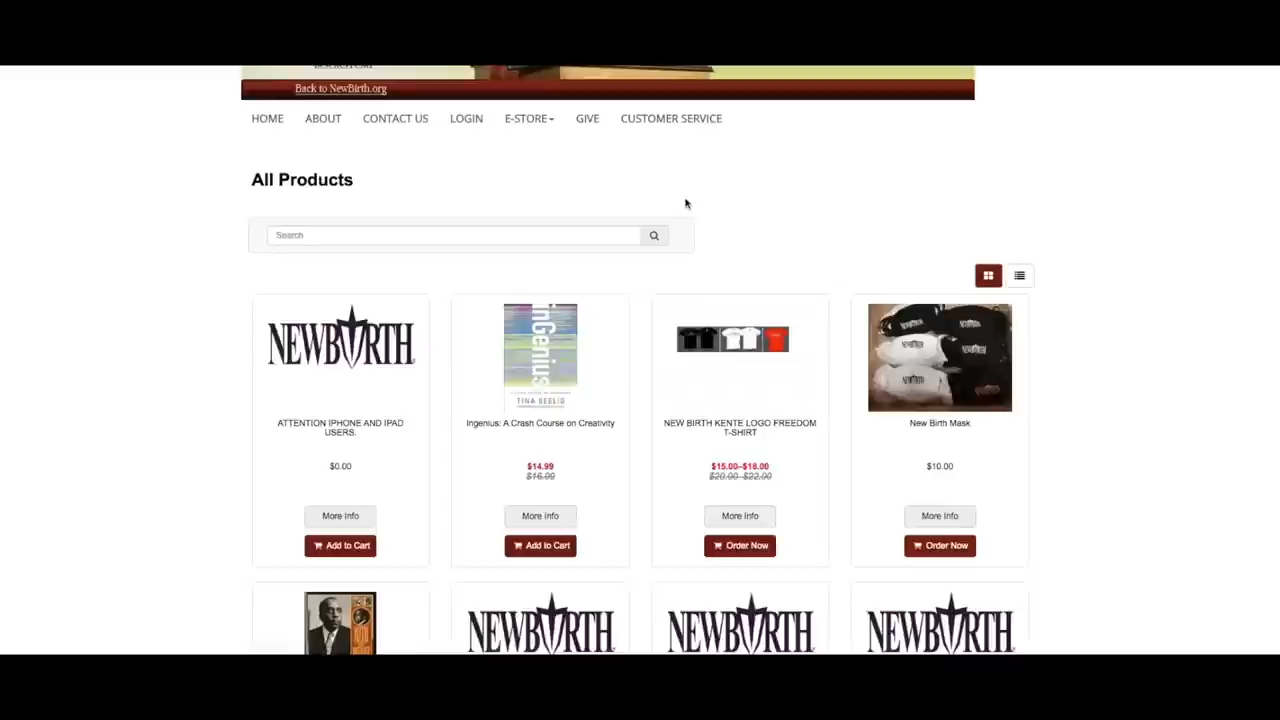 Back to NewBirth.org
HOME ABOUT CONTACT US LOGIN E-STORE GIVE CUSTOMER SERVICE
All Products
Search
NEWBIRTH
inGenius
TINA SEELIG
ATTENTION IPHONE AND IPAD
USERS.
Ingenius: A Crash Course on Creativity
NEW BIRTH KENTE LOGO FREEDOM
T-SHIRT
New Birth Mask
$0.00
$14.99
$16.99
$15.00–$18.00
$20.00–$22.00
$10.00
More Info
More Info
More Info
More Info
Add to Cart
Add to Cart
Order Now
Order Now
NEWBIRTH
NEWBIRTH
NEWBIRTH